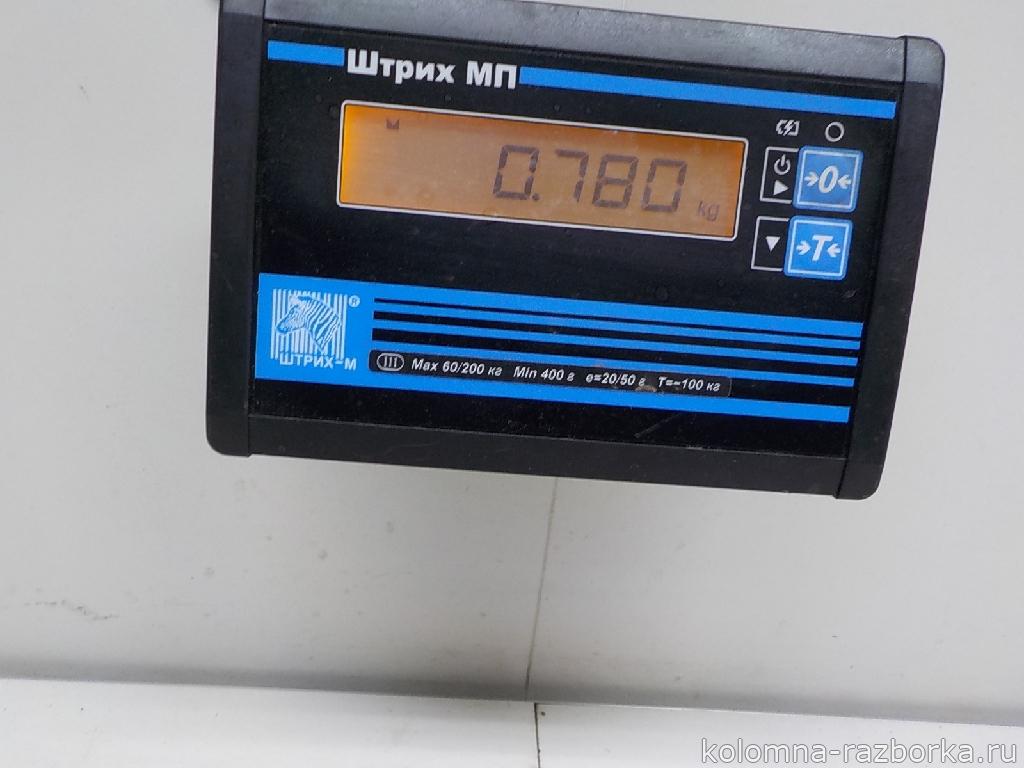 Штрих МП
0.780 kg
→0←
→T←
®
ШТРИХ-М
III Max 60/200 кг Min 400 г e=20/50 г T=-100 кг
kolomna-razborka.ru